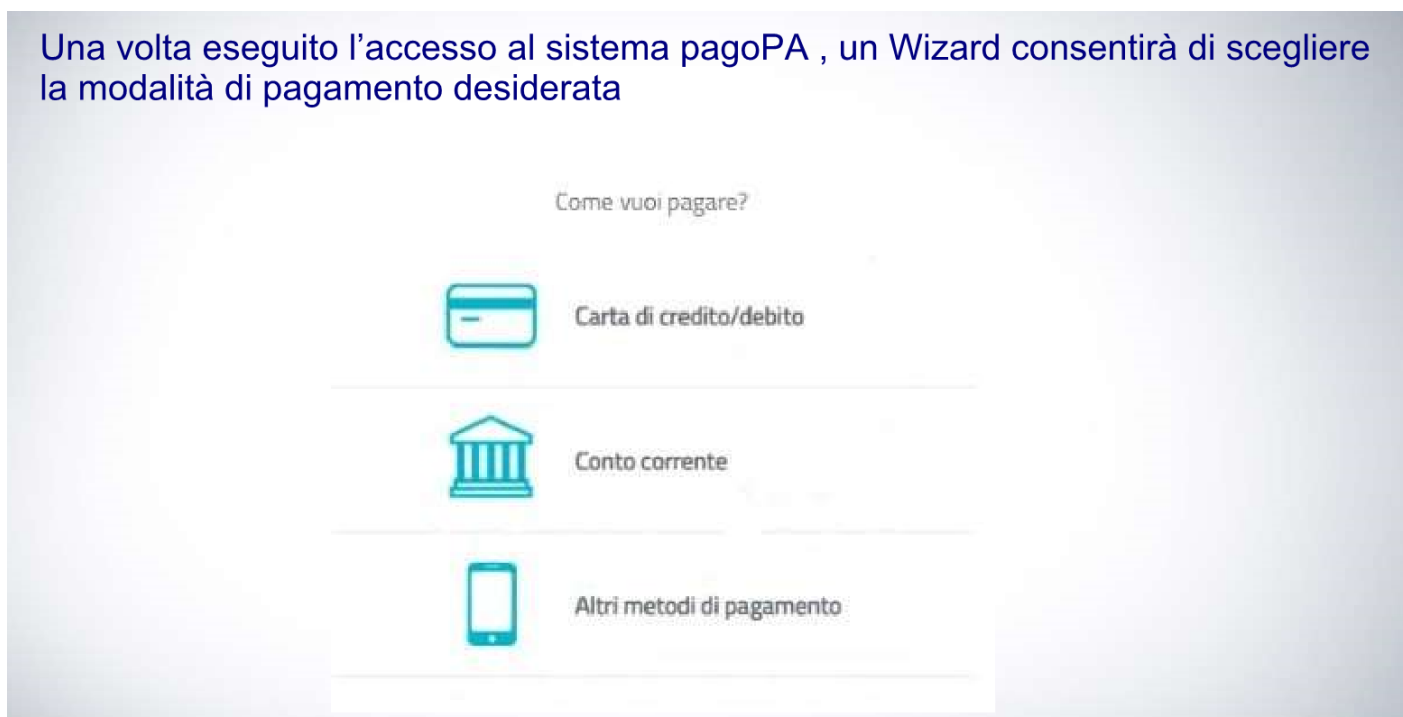 Una volta eseguito l’accesso al sistema pagoPA , un Wizard consentirà di scegliere
la modalità di pagamento desiderata
Come vuoi pagare?
Carta di credito/debito
Conto corrente
Altri metodi di pagamento